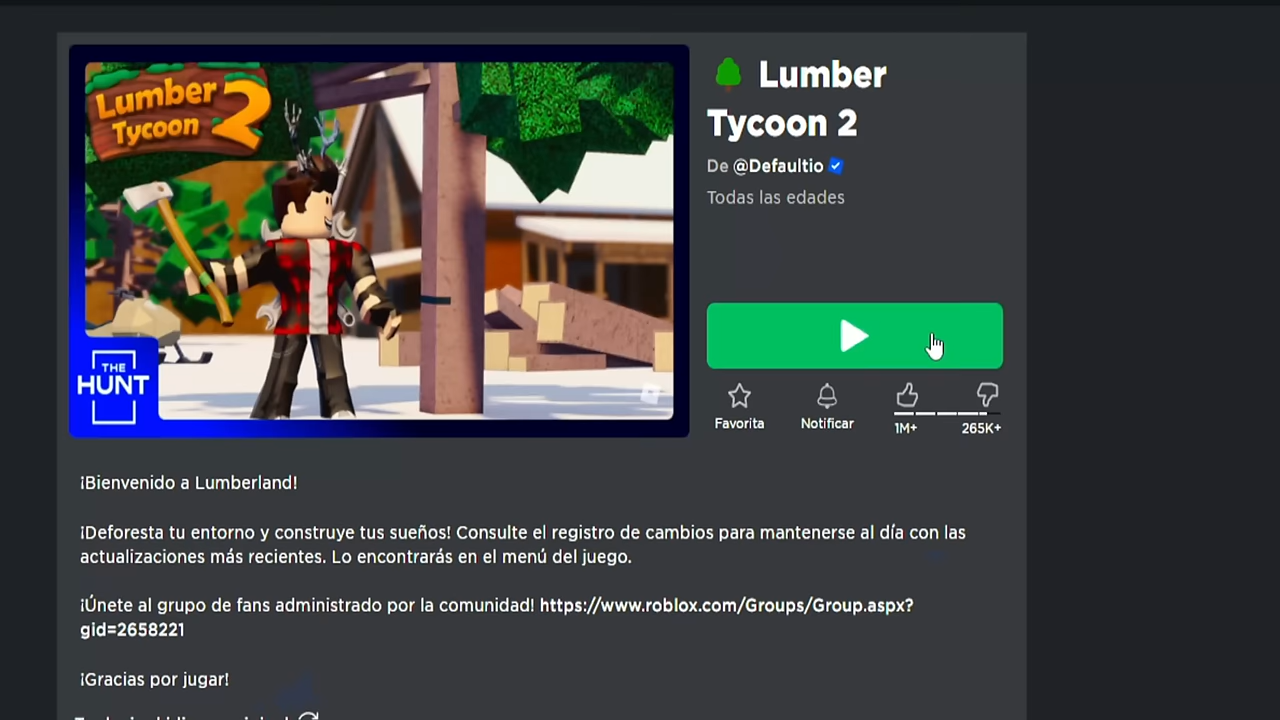 Lumber
Tycoon 2
THE
HUNT
Lumber
Tycoon 2
De @Defaultio
Todas las edades
Favorita
Notificar
1M+
265K+
¡Bienvenido a Lumberland!
¡Deforesta tu entorno y construye tus sueños! Consulte el registro de cambios para mantenerse al día con las
actualizaciones más recientes. Lo encontrarás en el menú del juego.
¡Únete al grupo de fans administrado por la comunidad! https://www.roblox.com/Groups/Group.aspx?
gid=2658221
¡Gracias por jugar!